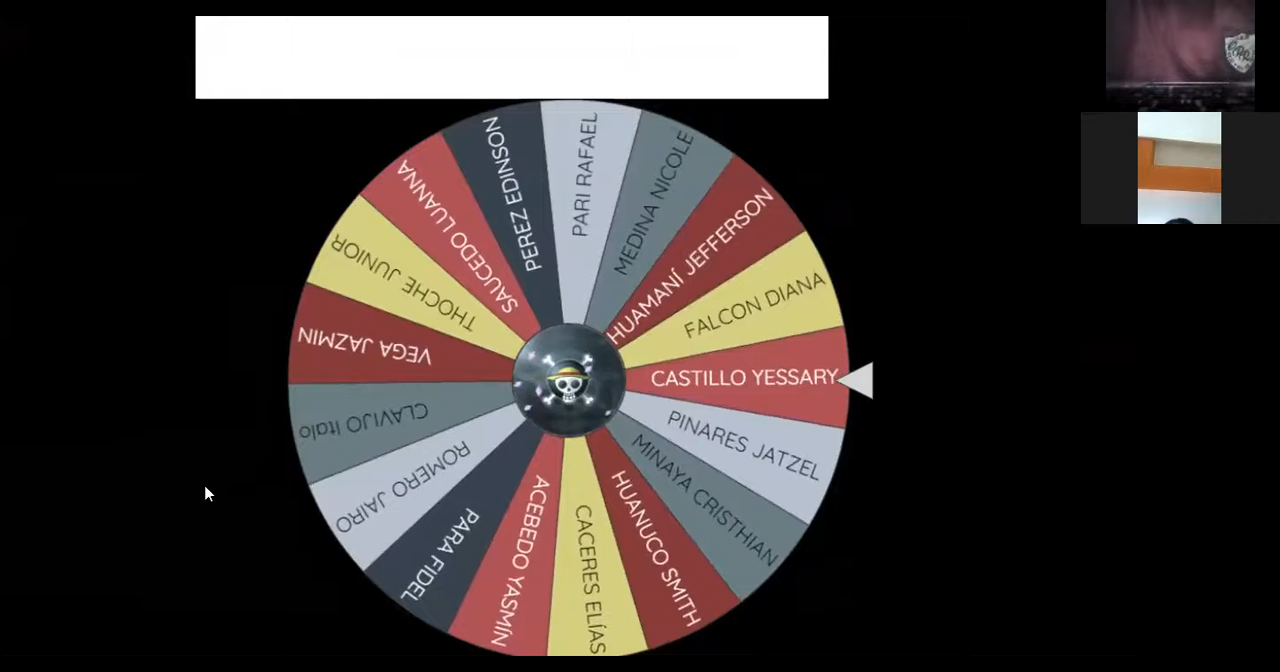 PEREZ EDINSON
PARI RAFAEL
MEDINA NICOLE
HUAMANÍ JEFFERSON
FALCON DIANA
CASTILLO YESSARY
PINARES JATZEL
MINAYA CRISTHIAN
HUANUCO SMITH
CACERES ELÍAS
ACEBEDO YASMÍN
PARA FIDEL
ROMERO JAIRO
CLAVIJO Italo
VEGA JAZMIN
THOCHE JUNIOR
SAUCEDO LUANNA